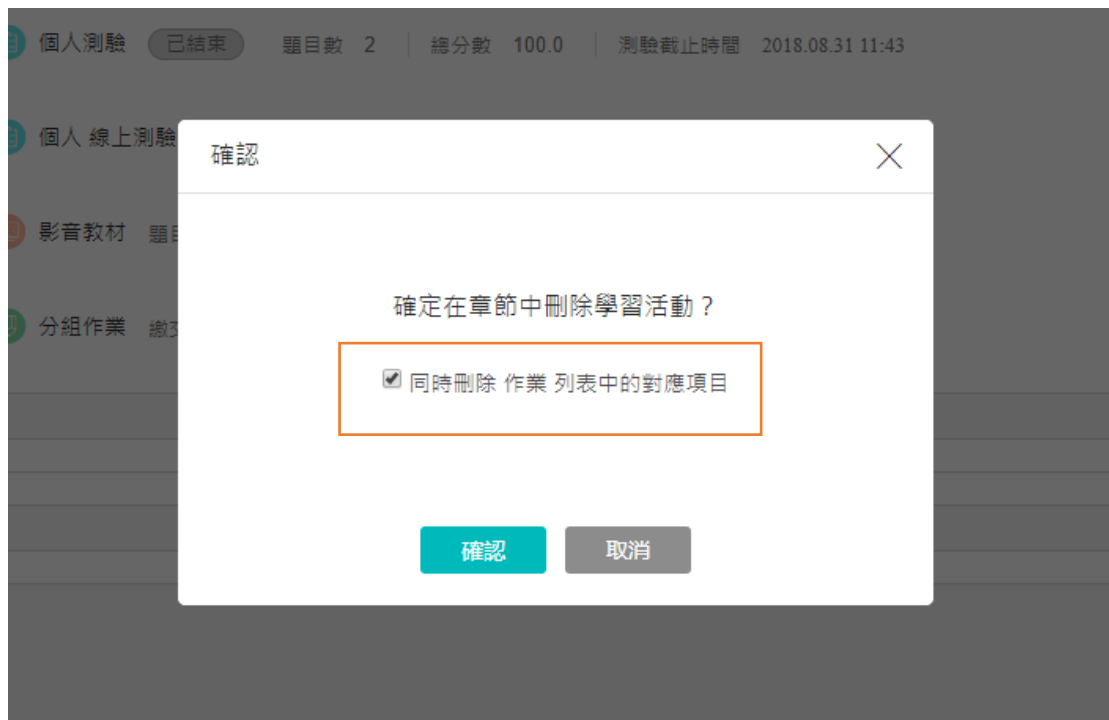 個人測驗 已結束 題目數 2 總分數 100.0 測驗截止時間 2018.08.31 11:43
個人 線上測驗
確認
影音教材 題
確定在章節中刪除學習活動？
分組作業 繳
同時刪除 作業 列表中的對應項目
確認 取消